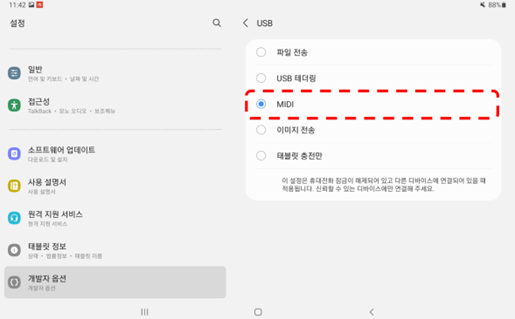 11:42
88%
설정
일반
언어 및 키보드 • 날짜 및 시간
접근성
TalkBack • 모노 오디오 • 보조메뉴
소프트웨어 업데이트
다운로드 및 설치
사용 설명서
사용 설명서
원격 지원 서비스
원격 지원 서비스
태블릿 정보
상태 • 법률정보 • 태블릿 이름
개발자 옵션
개발자 옵션
USB
파일 전송
USB 테더링
MIDI
이미지 전송
태블릿 충전만
이 설정은 휴대전화 잠금이 해제되어 있고 다른 디바이스에 연결되어 있을 때
적용됩니다. 신뢰할 수 있는 디바이스에만 연결해 주세요.